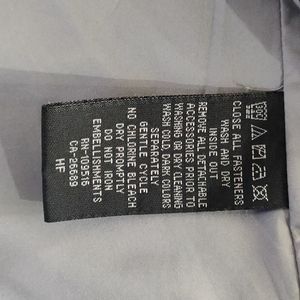 CLOSE ALL FASTENERS
WASH AND DRY
INSIDE OUT
REMOVE ALL DETACHABLE
ACCESSORIES PRIOR TO
WASHING OR DRY CLEANING
WASH COLD, DARK COLORS
SEPARATELY
GENTLE CYCLE
NO CHLORINE BLEACH
DRY PROMPTLY
DO NOT IRON
EMBELLISHMENTS
RN-109516
CA-26689
HF